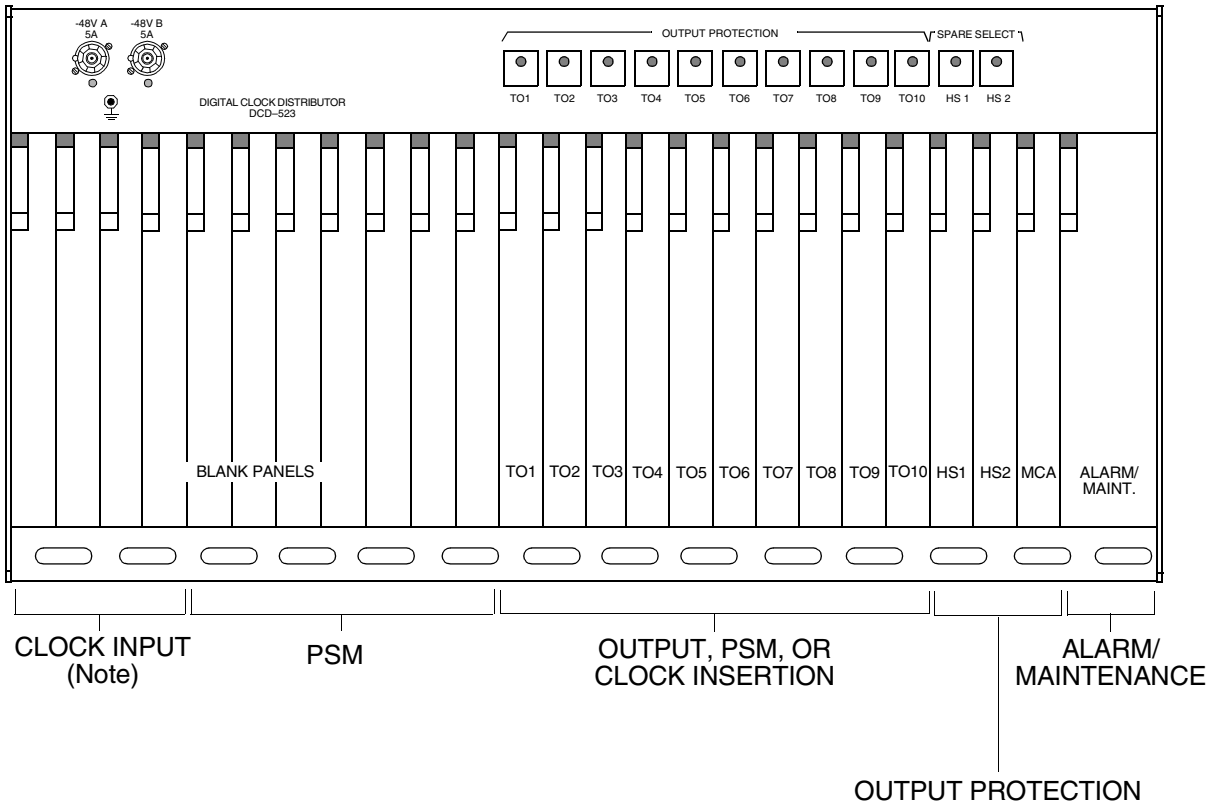 -48V A
5A
-48V B
5A
DIGITAL CLOCK DISTRIBUTOR
DCD–523
OUTPUT PROTECTION
SPARE SELECT
TO1 TO2 TO3 TO4 TO5 TO6 TO7 TO8 TO9 TO10 HS 1 HS 2
BLANK PANELS
TO1 TO2 TO3 TO4 TO5 TO6 TO7 TO8 TO9 TO10 HS1 HS2 MCA
ALARM/
MAINT.
CLOCK INPUT
(Note)
PSM
OUTPUT, PSM, OR
CLOCK INSERTION
ALARM/
MAINTENANCE
OUTPUT PROTECTION